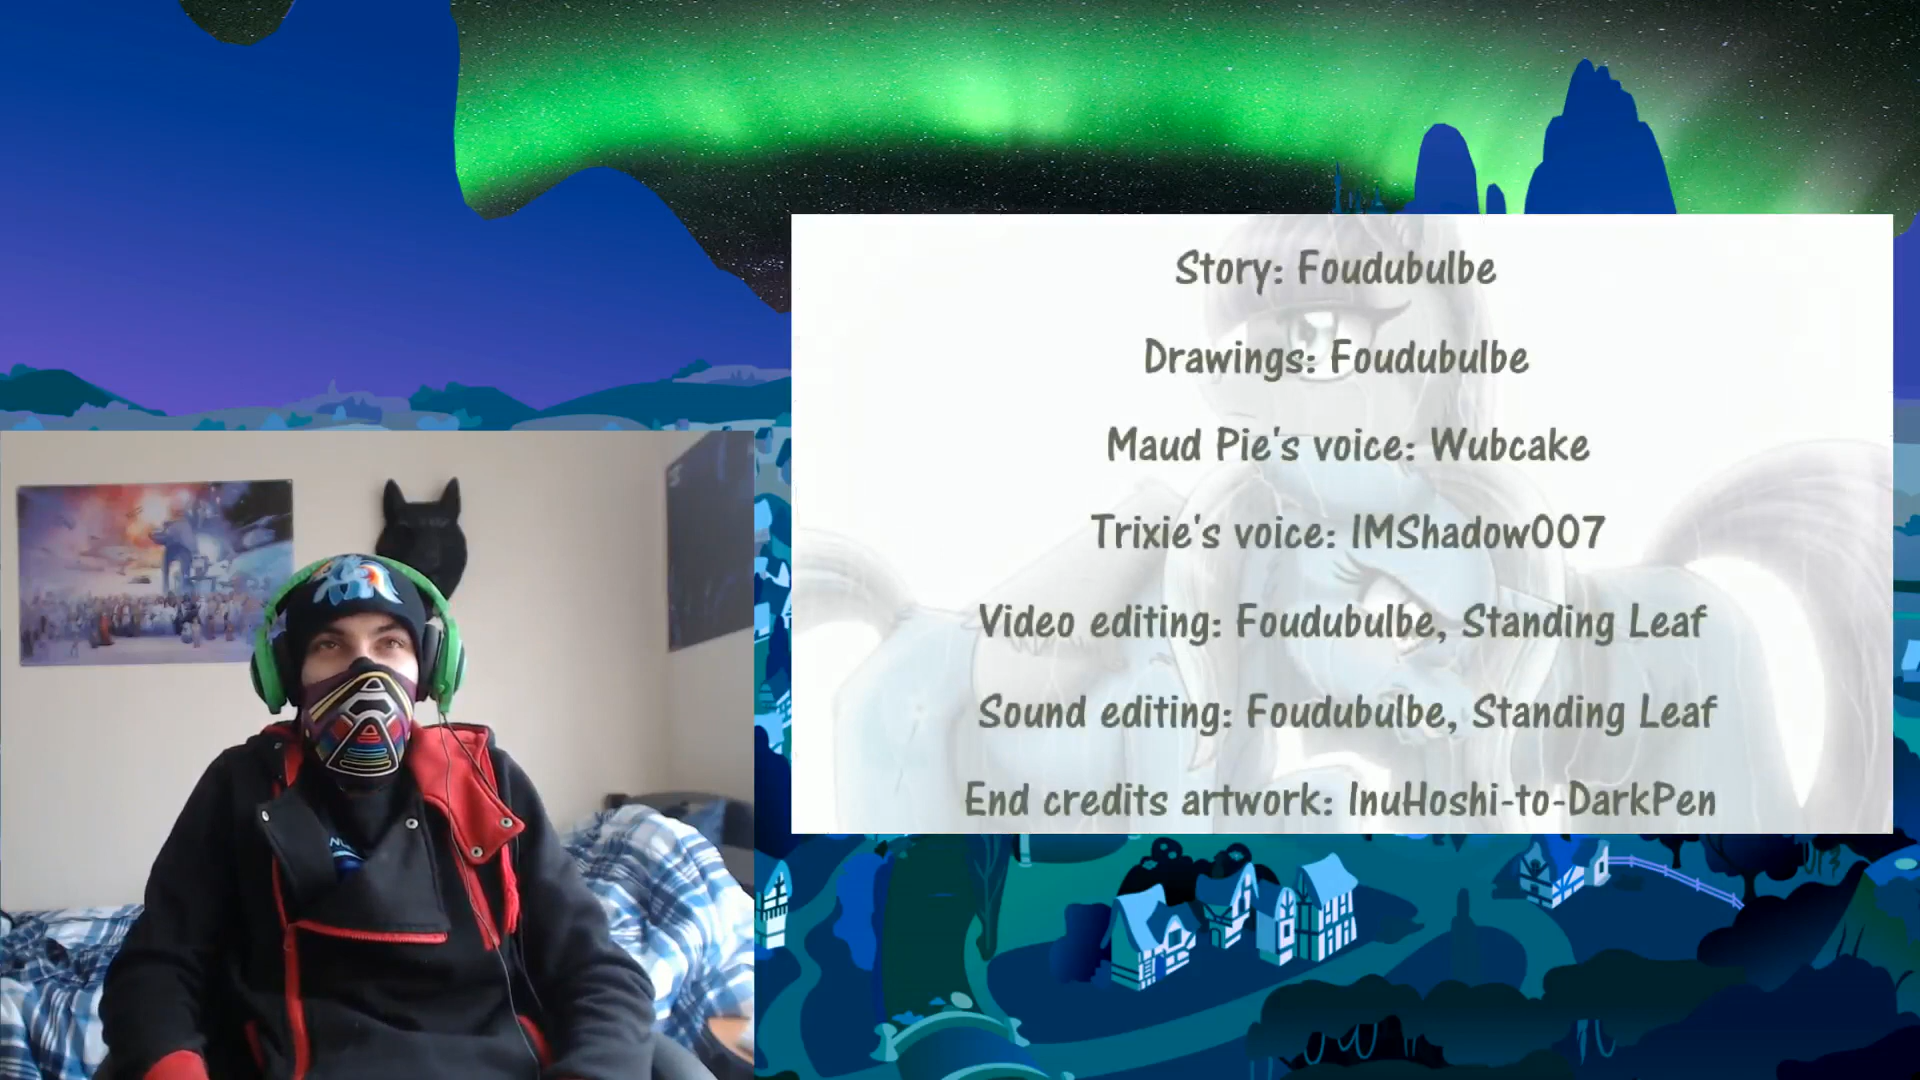 Story: Foudubulbe
Drawings: Foudubulbe
Maud Pie's voice: Wubcake
Trixie's voice: IMShadow007
Video editing: Foudubulbe, Standing Leaf
Sound editing: Foudubulbe, Standing Leaf
End credits artwork: InuHoshi-to-DarkPen